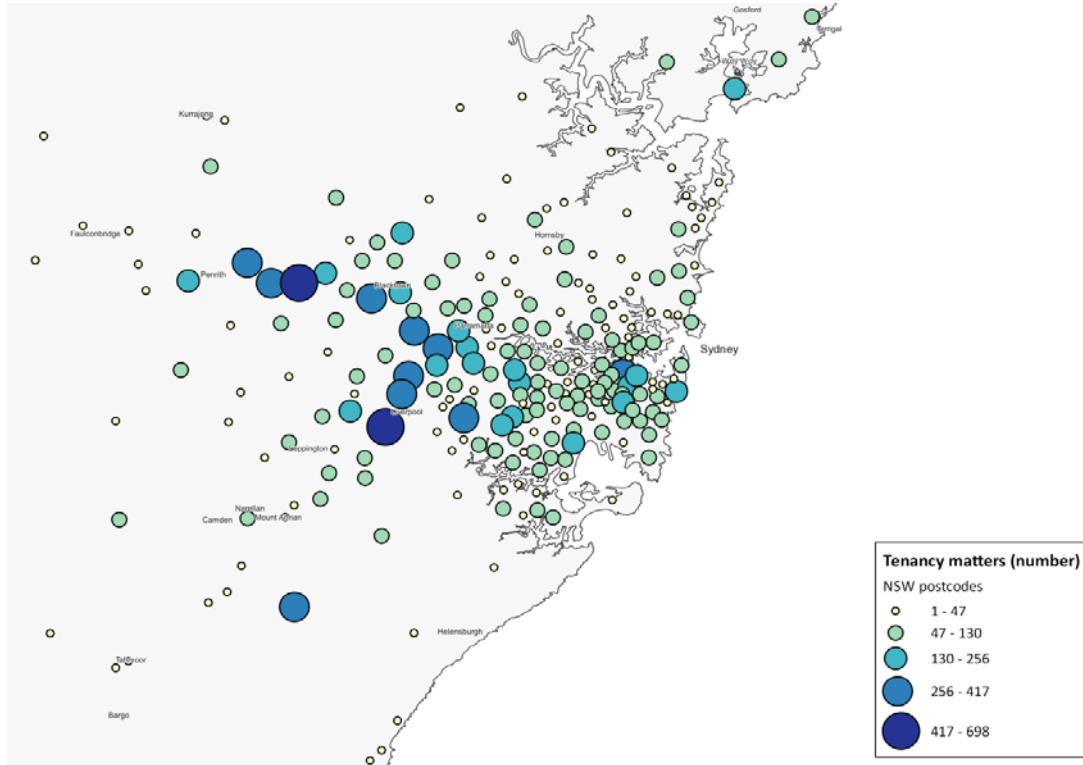 Gosford
Terrigal
Woy Woy
Kurrajong
Faulconbridge
Hornsby
Penrith
Blacktown
Parramatta
Sydney
Liverpool
Leppington
Narellan
Camden
Mount Annan
Helensburgh
Tahmoor
Bargo
Tenancy matters (number)
NSW postcodes
1 - 47
47 - 130
130 - 256
256 - 417
417 - 698